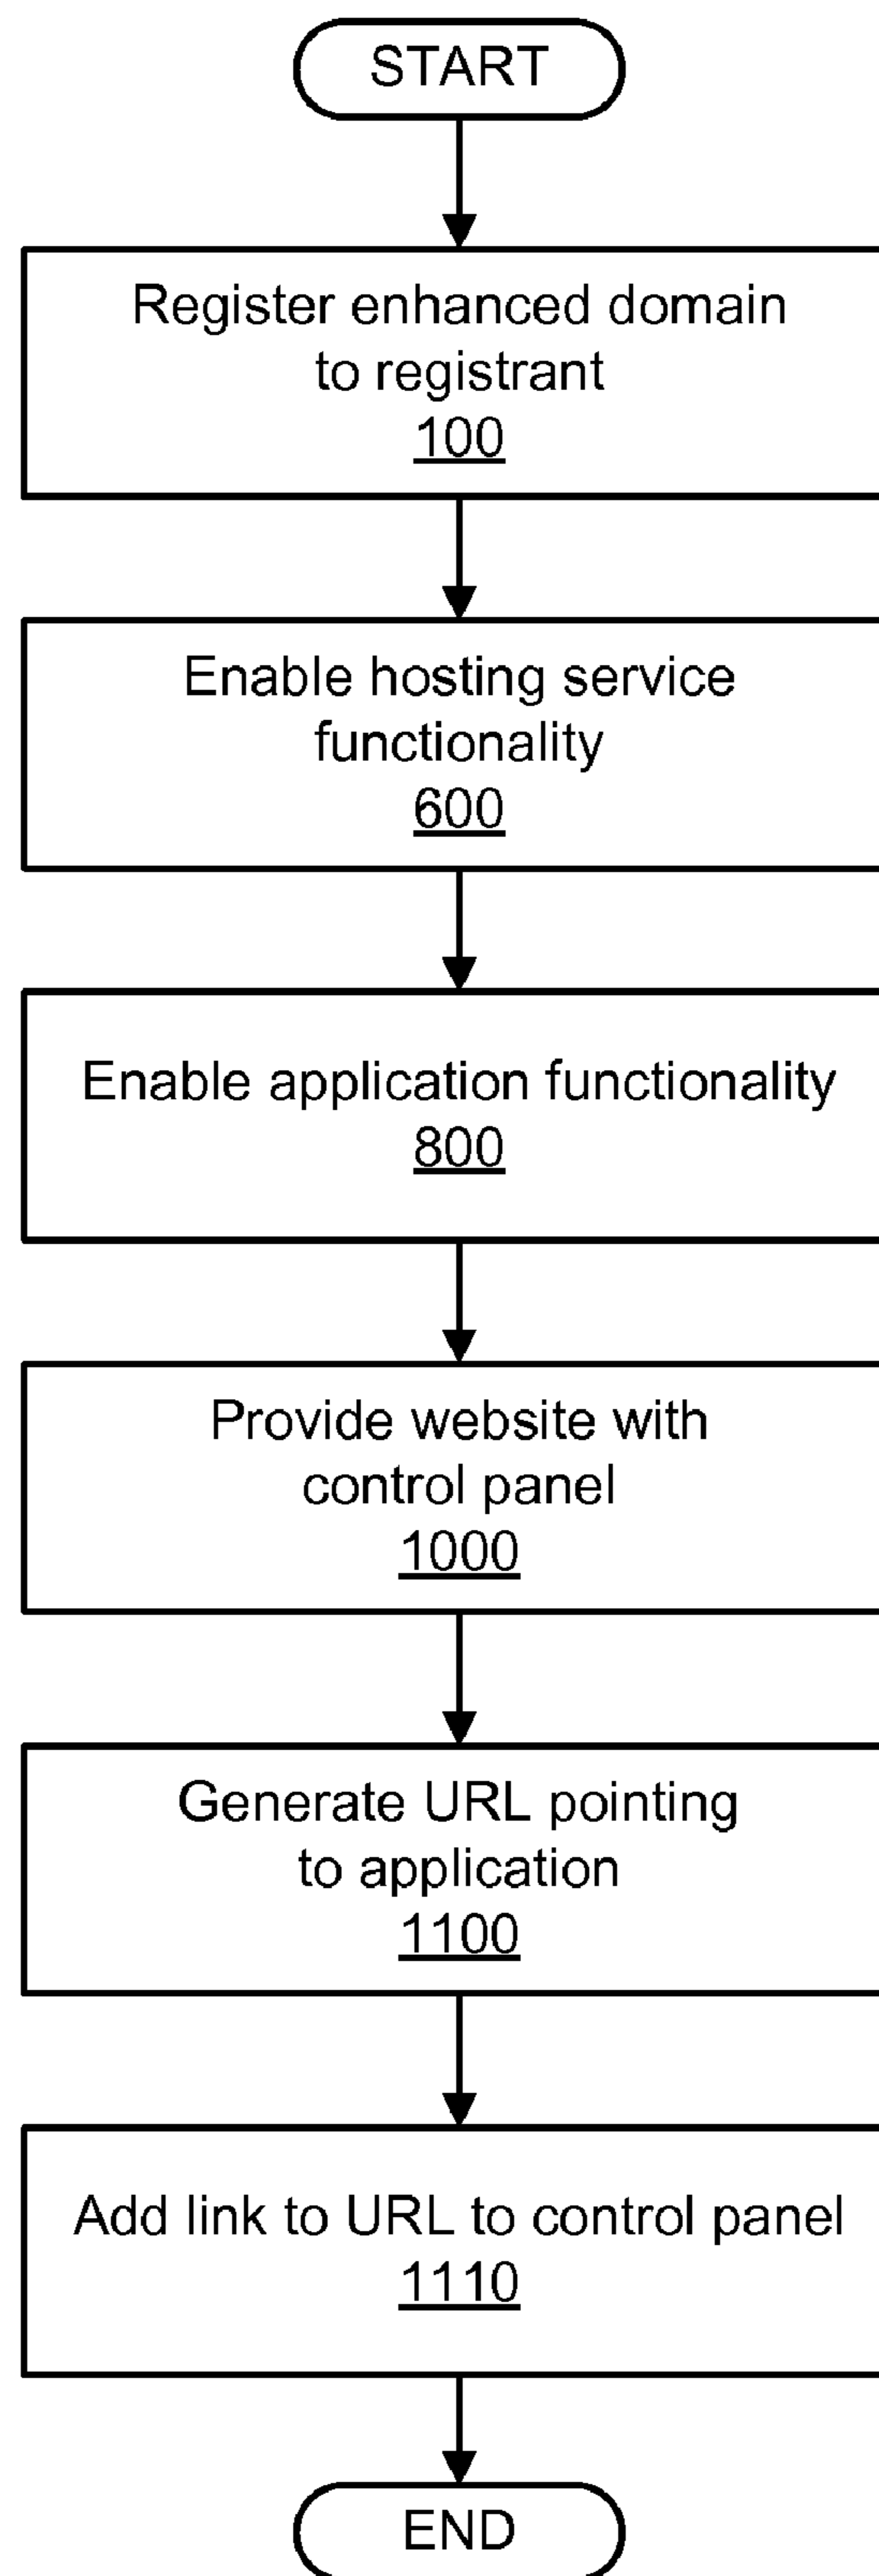 START
Register enhanced domain
to registrant
100
Enable hosting service
functionality
600
Enable application functionality
800
Provide website with
control panel
1000
Generate URL pointing
to application
1100
Add link to URL to control panel
1110
END